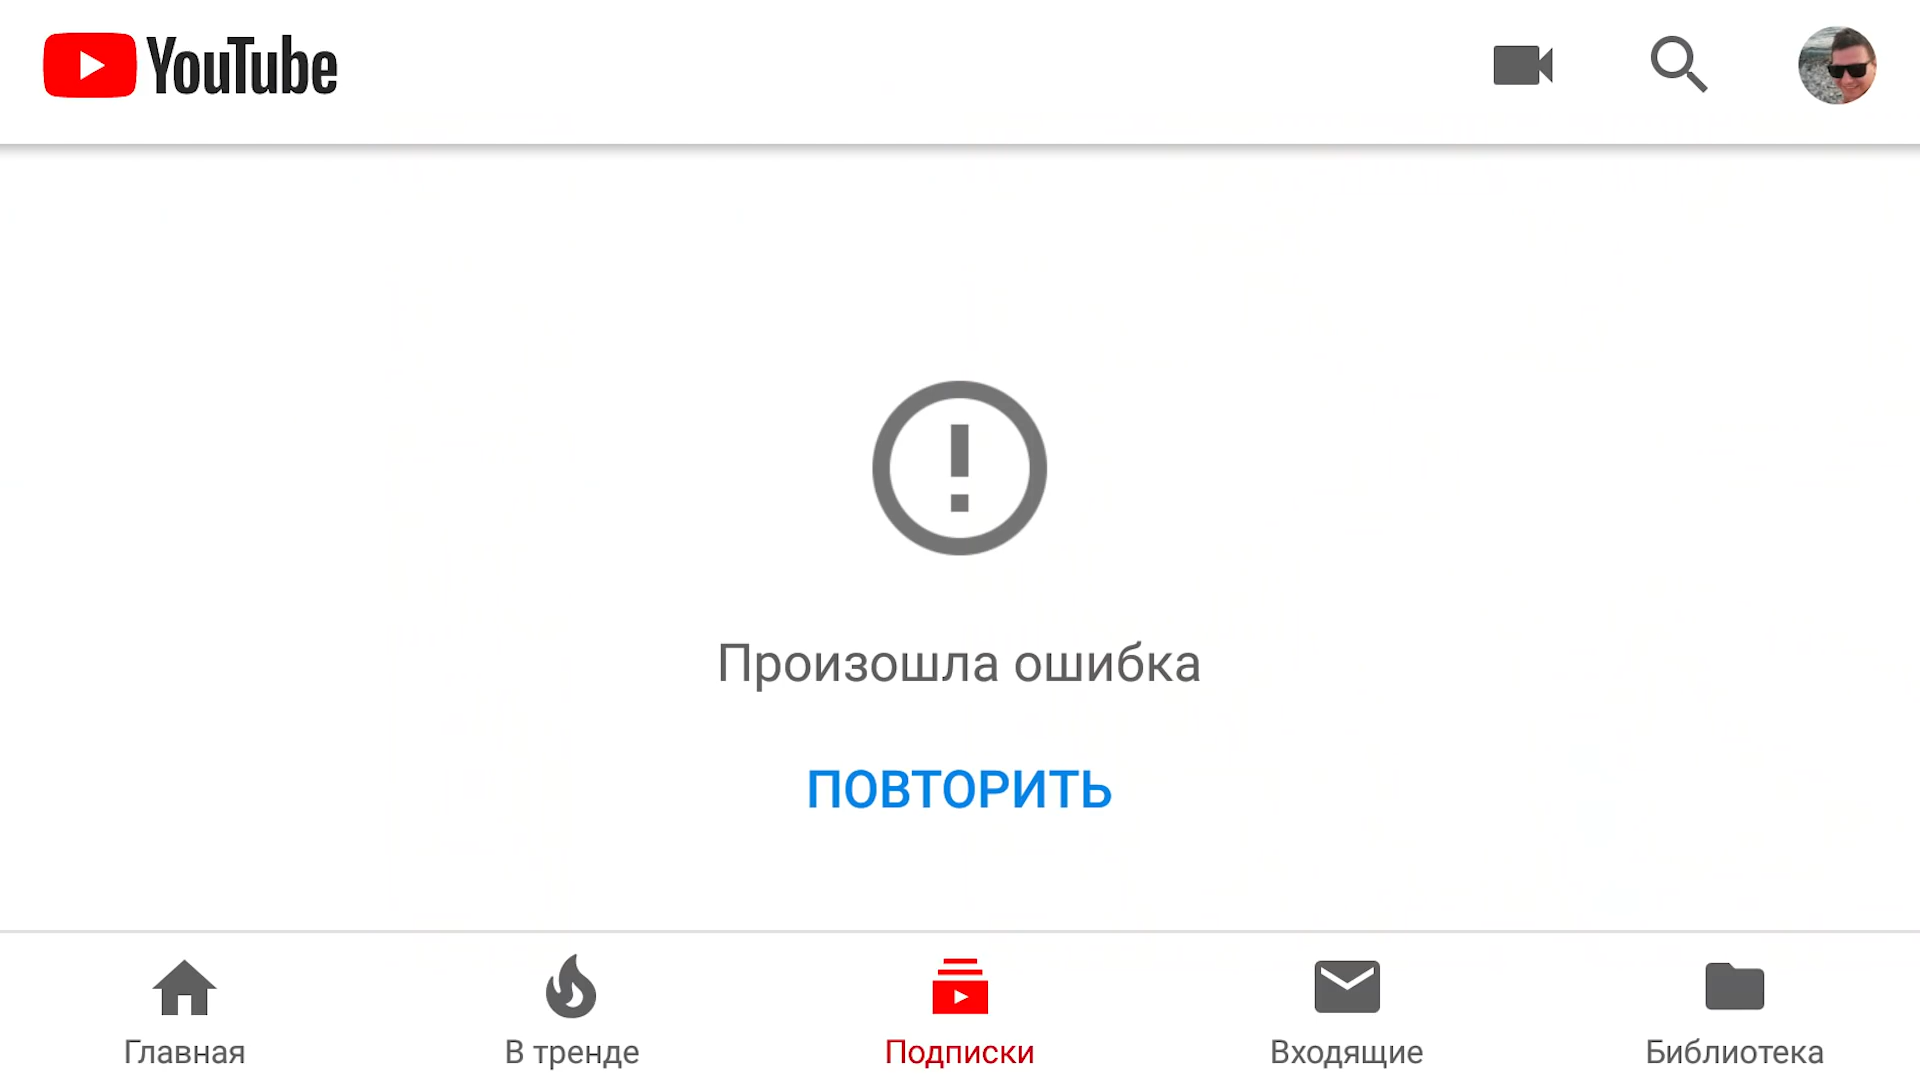 YouTube
Произошла ошибка
ПОВТОРИТЬ
Главная
В тренде
Подписки
Входящие
Библиотека